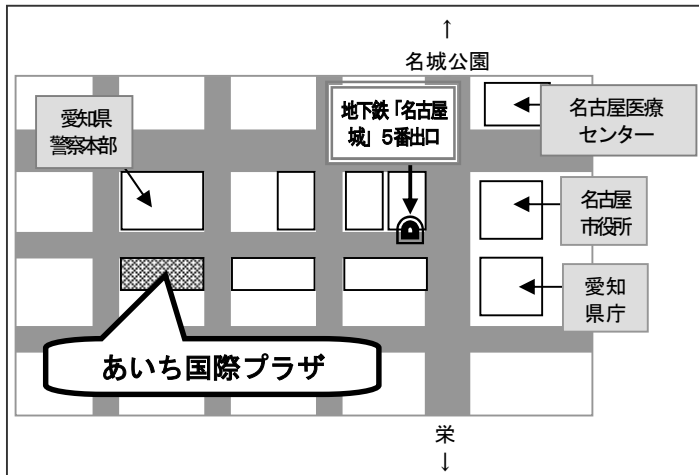 ↑
名城公園
愛知県
警察本部
地下鉄「名古屋
城」5番出口
名古屋医療
センター
名古屋
市役所
愛知
県庁
あいち国際プラザ
栄
↓